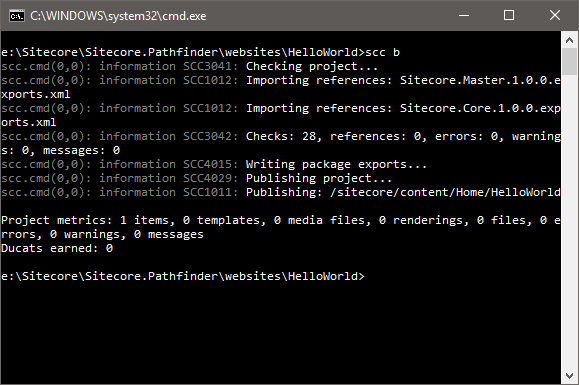 C:\WINDOWS\system32\cmd.exe
e:\Sitecore\Sitecore.Pathfinder\websites\HelloWorld>scc b
scc.cmd(0,0): information SCC3041: Checking project...
scc.cmd(0,0): information SCC1012: Importing references: Sitecore.Master.1.0.0.e
xports.xml
scc.cmd(0,0): information SCC1012: Importing references: Sitecore.Core.1.0.0.exp
orts.xml
scc.cmd(0,0): information SCC3042: Checks: 28, references: 0, errors: 0, warning
s: 0, messages: 0
scc.cmd(0,0): information SCC4015: Writing package exports...
scc.cmd(0,0): information SCC4029: Publishing project...
scc.cmd(0,0): information SCC1011: Publishing: /sitecore/content/Home/HelloWorld
Project metrics: 1 items, 0 templates, 0 media files, 0 renderings, 0 files, 0 e
rrors, 0 warnings, 0 messages
Ducats earned: 0
e:\Sitecore\Sitecore.Pathfinder\websites\HelloWorld>